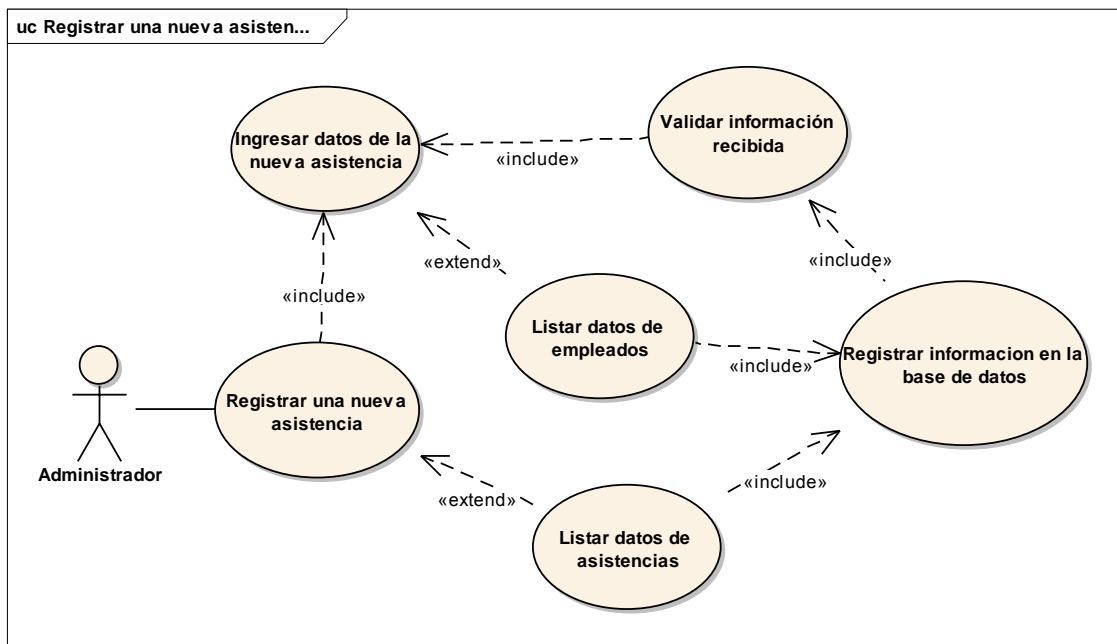 uc Registrar una nueva asisten...
Ingresar datos de la
nueva asistencia
Validar información
recibida
«include»
«extend»
«include»
«include»
Listar datos de
empleados
«include»
Registrar informacion en la
base de datos
Registrar una nueva
asistencia
Administrador
«extend»
«include»
Listar datos de
asistencias